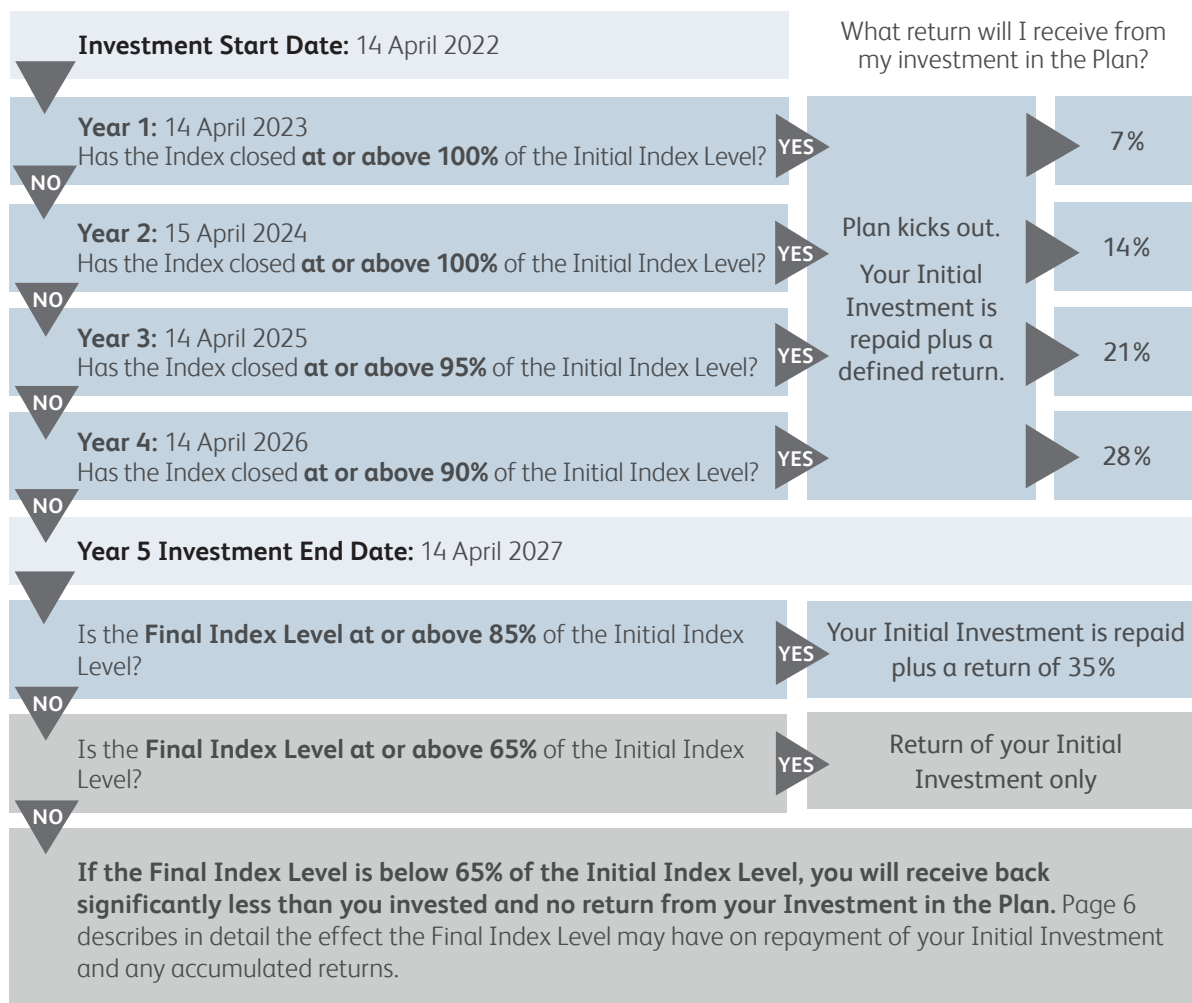 Investment Start Date: 14 April 2022
What return will I receive from
my investment in the Plan?
Year 1: 14 April 2023
Has the Index closed at or above 100% of the Initial Index Level?
YES
7%
NO
Year 2: 15 April 2024
Has the Index closed at or above 100% of the Initial Index Level?
YES
Plan kicks out.
Your Initial
Investment is
repaid plus a
defined return.
14%
NO
Year 3: 14 April 2025
Has the Index closed at or above 95% of the Initial Index Level?
YES
21%
NO
Year 4: 14 April 2026
Has the Index closed at or above 90% of the Initial Index Level?
YES
28%
NO
Year 5 Investment End Date: 14 April 2027
Is the Final Index Level at or above 85% of the Initial Index
Level?
YES
Your Initial Investment is repaid
plus a return of 35%
NO
Is the Final Index Level at or above 65% of the Initial Index
Level?
YES
Return of your Initial
Investment only
NO
If the Final Index Level is below 65% of the Initial Index Level, you will receive back
significantly less than you invested and no return from your Investment in the Plan. Page 6
describes in detail the effect the Final Index Level may have on repayment of your Initial Investment
and any accumulated returns.